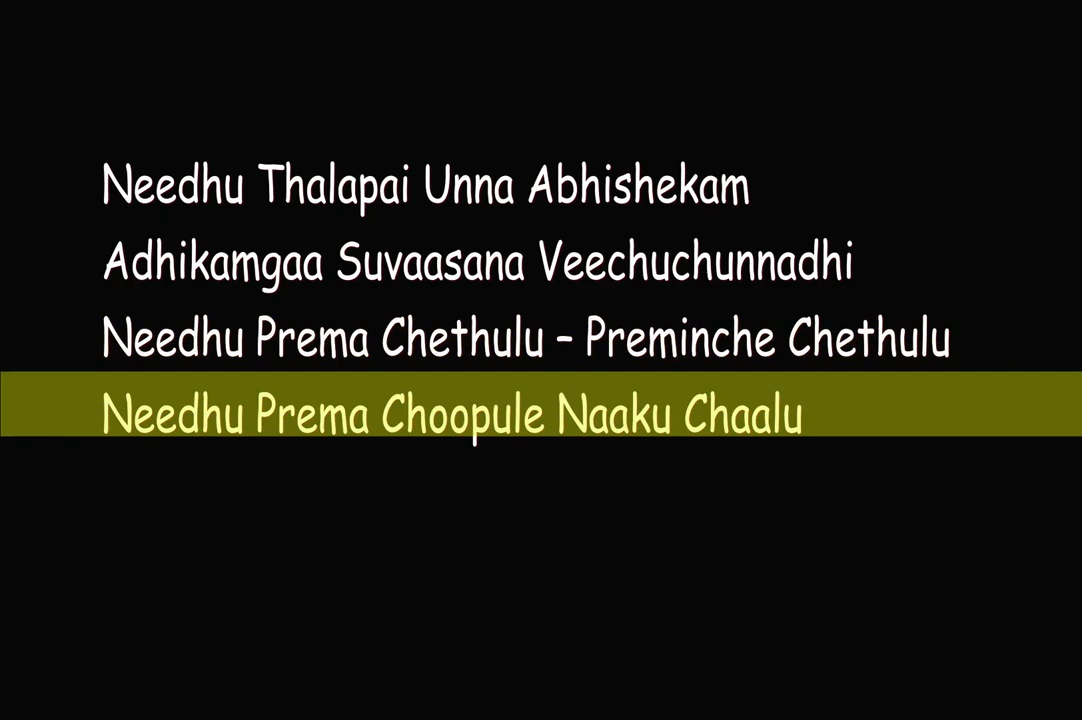 Needhu Thalapai Unna Abhishekam
Adhikamgaa Suvaasana Veechuchunnadhi
Needhu Prema Chethulu – Preminche Chethulu
Needhu Prema Choopule Naaku Chaalu